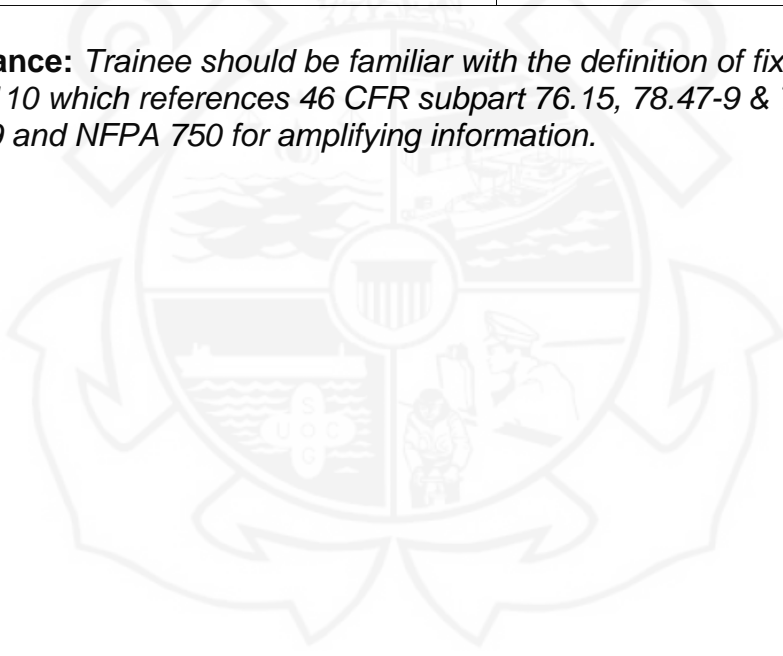 ance: Trainee should be familiar with the definition of fix
110 which references 46 CFR subpart 76.15, 78.47-9 &
and NFPA 750 for amplifying information.
S
U O C
G